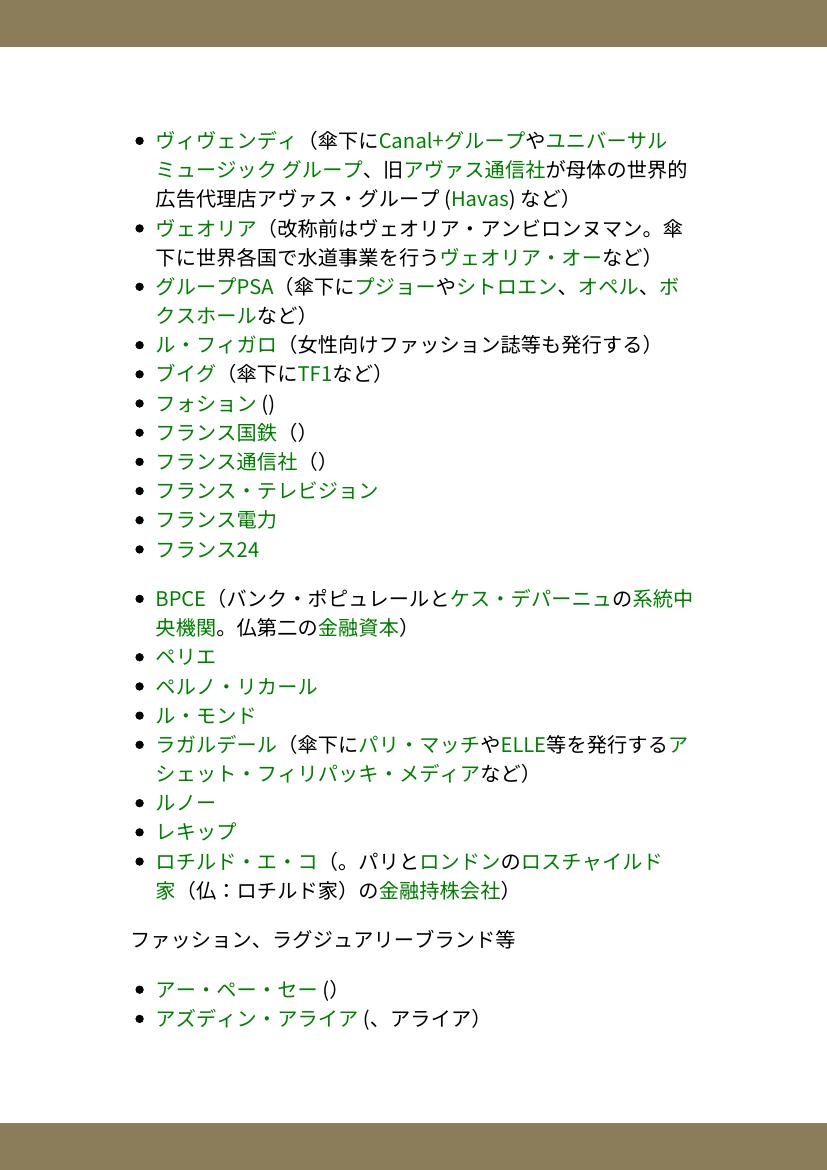 • ヴィヴェンディ（傘下にCanal+グループやユニバーサル
ミュージック グループ、旧アヴァス通信社が母体の世界的
広告代理店アヴァス・グループ (Havas) など）
• ヴェオリア（改称前はヴェオリア・アンビロンヌマン。傘
下に世界各国で水道事業を行うヴェオリア・オーなど）
• グループPSA（傘下にプジョーやシトロエン、オペル、ボ
クスホールなど）
• ル・フィガロ（女性向けファッション誌等も発行する）
• ブイグ（傘下にTF1など）
• フォション ()
• フランス国鉄（）
• フランス通信社（）
• フランス・テレビジョン
• フランス電力
• フランス24
• BPCE（バンク・ポピュレールとケス・デパーニュの系統中
央機関。仏第二の金融資本）
• ペリエ
• ペルノ・リカール
• ル・モンド
• ラガルデール（傘下にパリ・マッチやELLE等を発行するア
シェット・フィリパッキ・メディアなど）
• ルノー
• レキップ
• ロチルド・エ・コ（。パリとロンドンのロスチャイルド
家（仏：ロチルド家）の金融持株会社）
ファッション、ラグジュアリーブランド等
• アー・ペー・セー (）
• アズディン・アライア (、アライア）